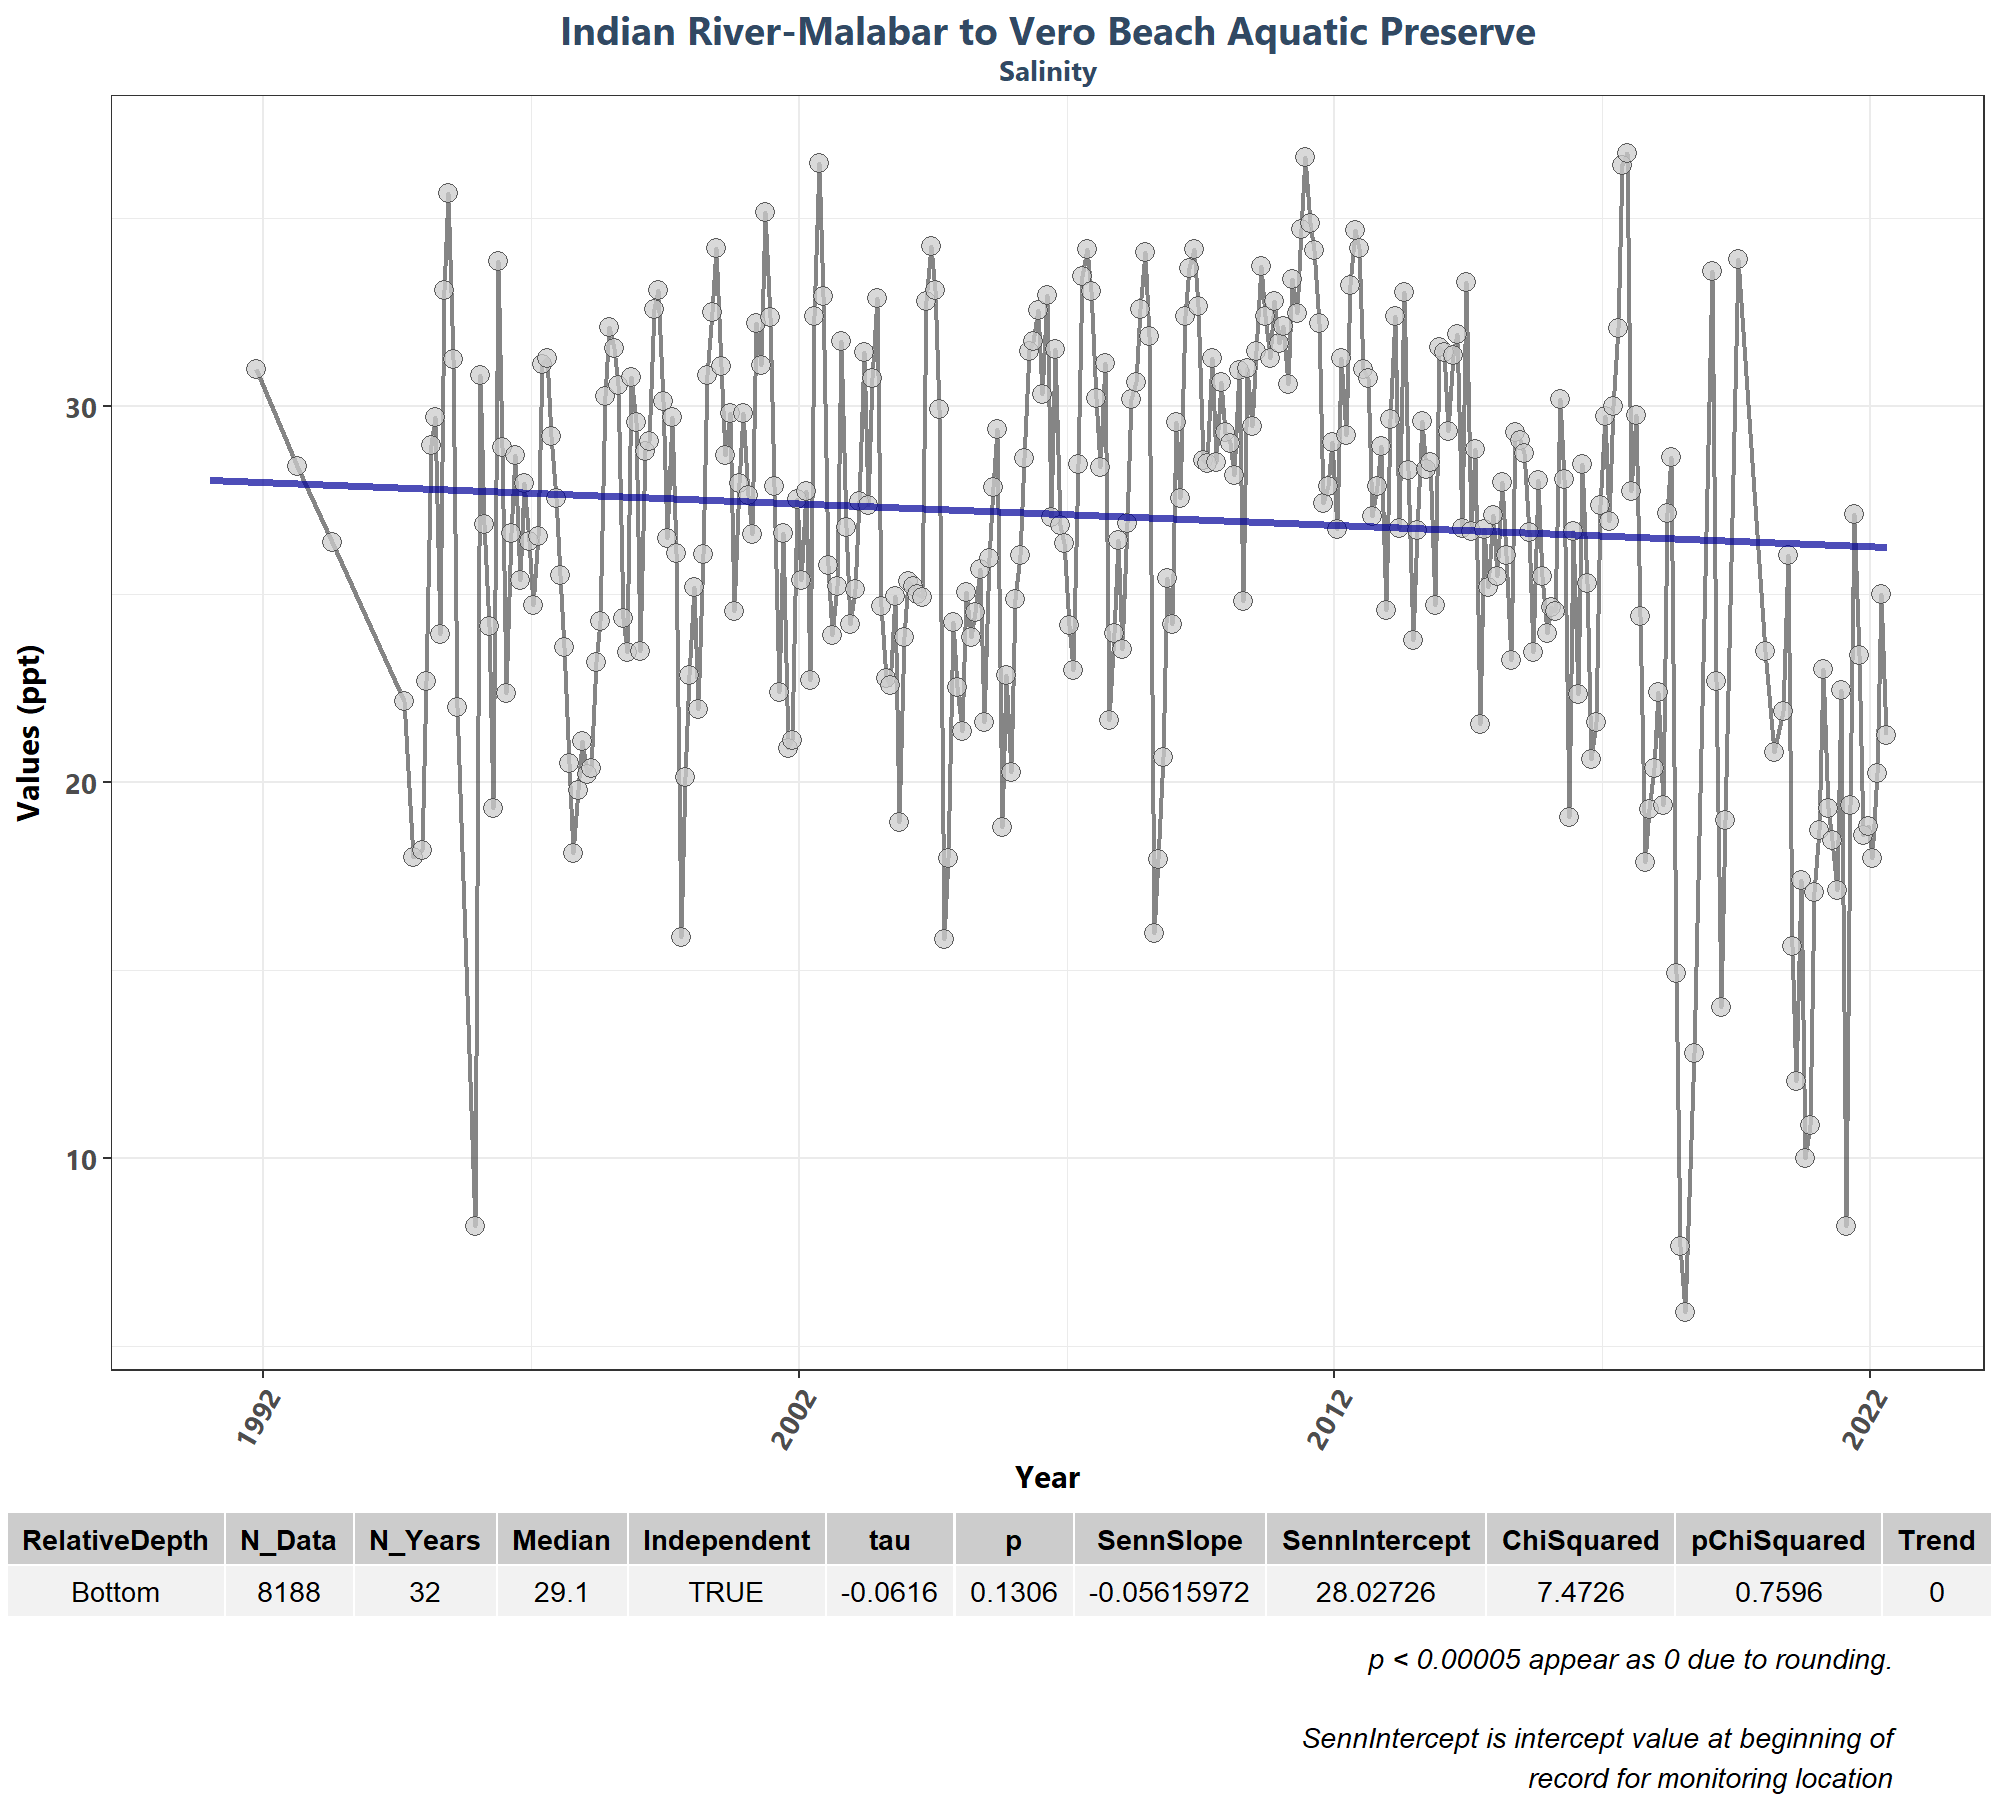 Indian River-Malabar to Vero Beach Aquatic Preserve
Salinity
Values (ppt)
30
20
10
1992
2002
2012
2022
Year
RelativeDepth N_Data N_Years Median Independent tau p SennSlope SennIntercept ChiSquared pChiSquared Trend
Bottom 8188 32 29.1 TRUE -0.0616 0.1306 -0.05615972 28.02726 7.4726 0.7596 0
p < 0.00005 appear as 0 due to rounding.
SennIntercept is intercept value at beginning of
record for monitoring location